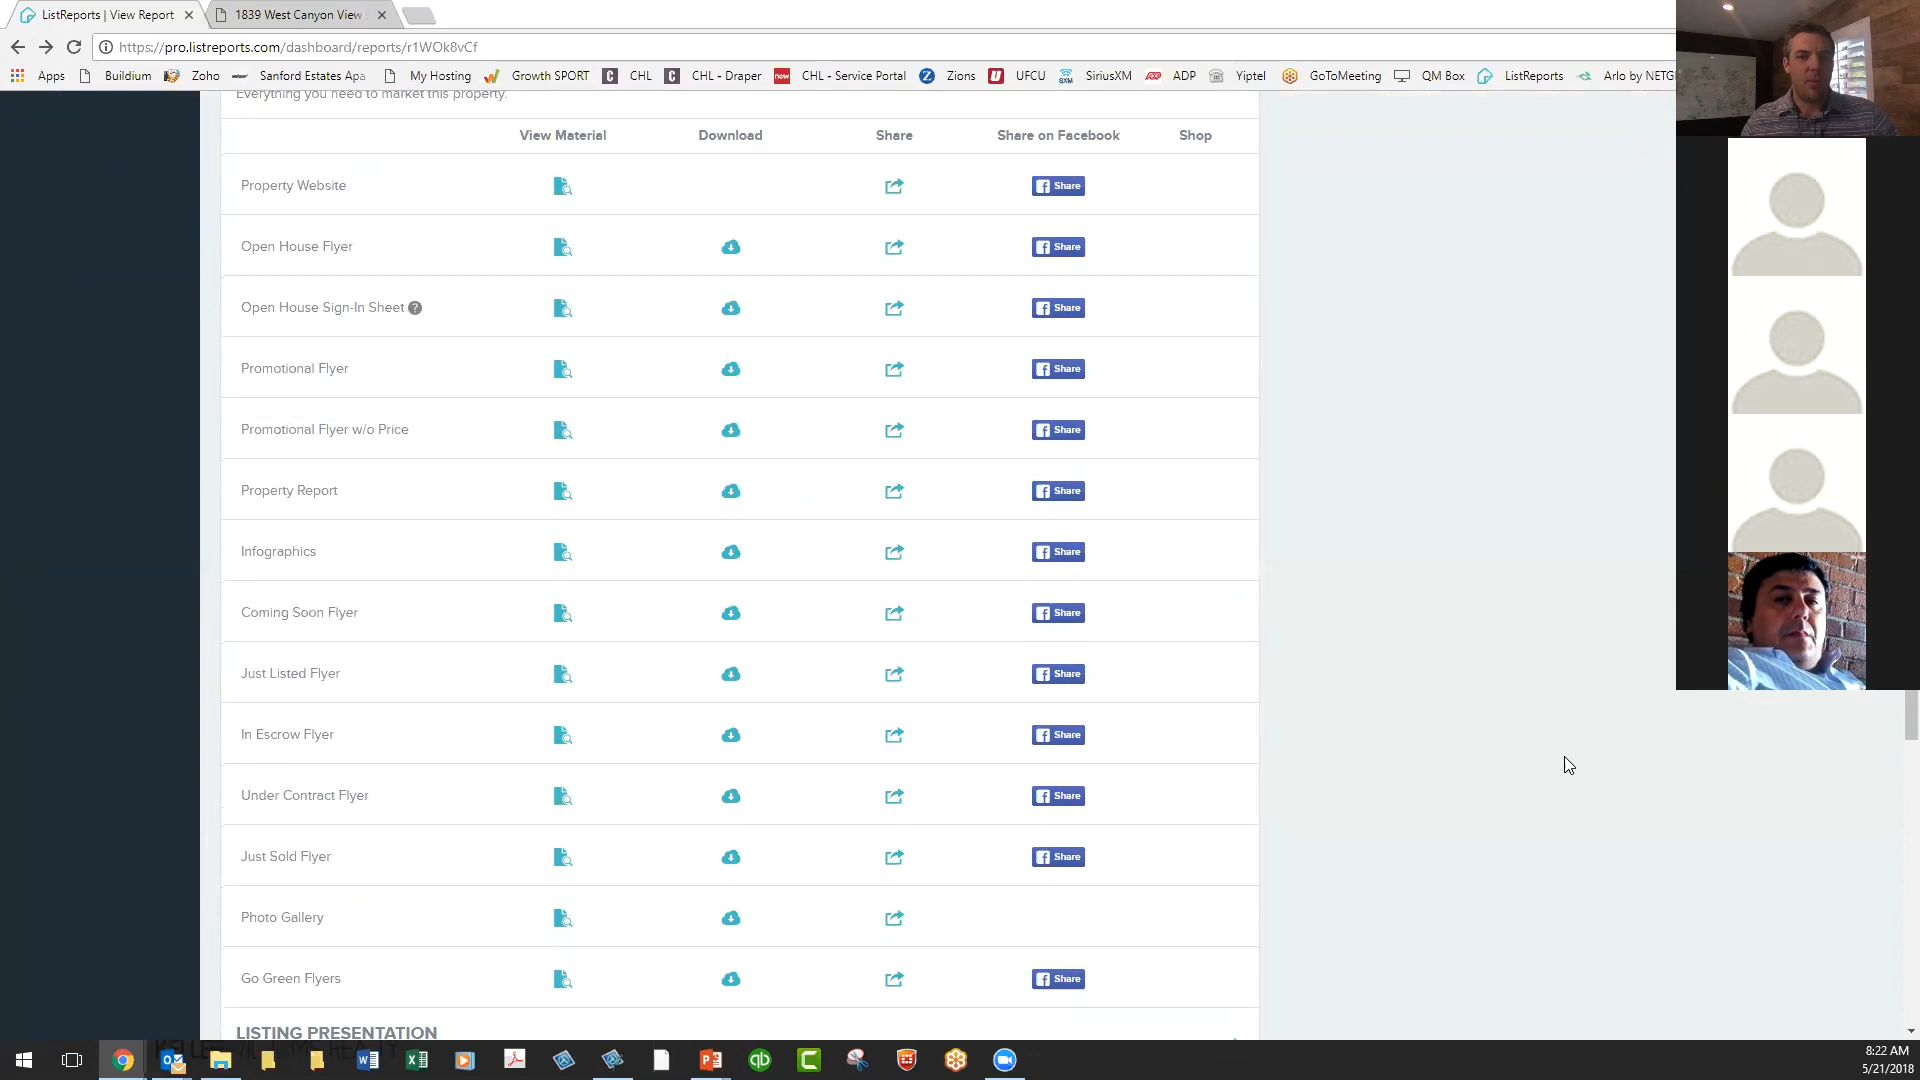 ListReports | View Report
1839 West Canyon View
https://pro.listreports.com/dashboard/reports/r1WOk8vCf
Apps Buildium Zoho Sanford Estates Apa My Hosting Growth SPORT CHL CHL - Draper CHL - Service Portal Zions UFCU SiriusXM ADP Yiptel GoToMeeting QM Box ListReports Arlo by NETG
Everything you need to market this property.
View Material Download Share Share on Facebook Shop
Property Website Share
Open House Flyer Share
Open House Sign-In Sheet ? Share
Promotional Flyer Share
Promotional Flyer w/o Price Share
Property Report Share
Infographics Share
Coming Soon Flyer Share
Just Listed Flyer Share
In Escrow Flyer Share
Under Contract Flyer Share
Just Sold Flyer Share
Photo Gallery
Go Green Flyers Share
LISTING PRESENTATION
8:22 AM
5/21/2018